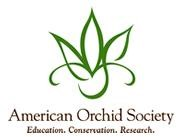 American Orchid Society
Education. Conservation. Research.